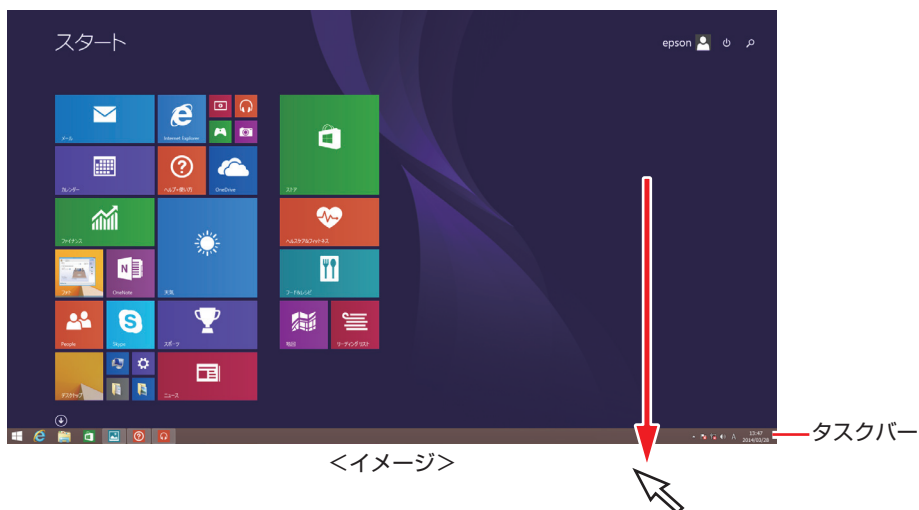 スタート
epson
メール
Internet Explorer
カレンダー
ヘルプ+使い方
OneDrive
ストア
ファイナンス
ヘルスケア&フィットネス
フォト
N
OneNote
天気
フード&レシピ
People
S
Skype
スポーツ
地図
リーディング リスト
デスクトップ
ニュース
A
13:47
2014/03/28
タスクバー
<イメージ>